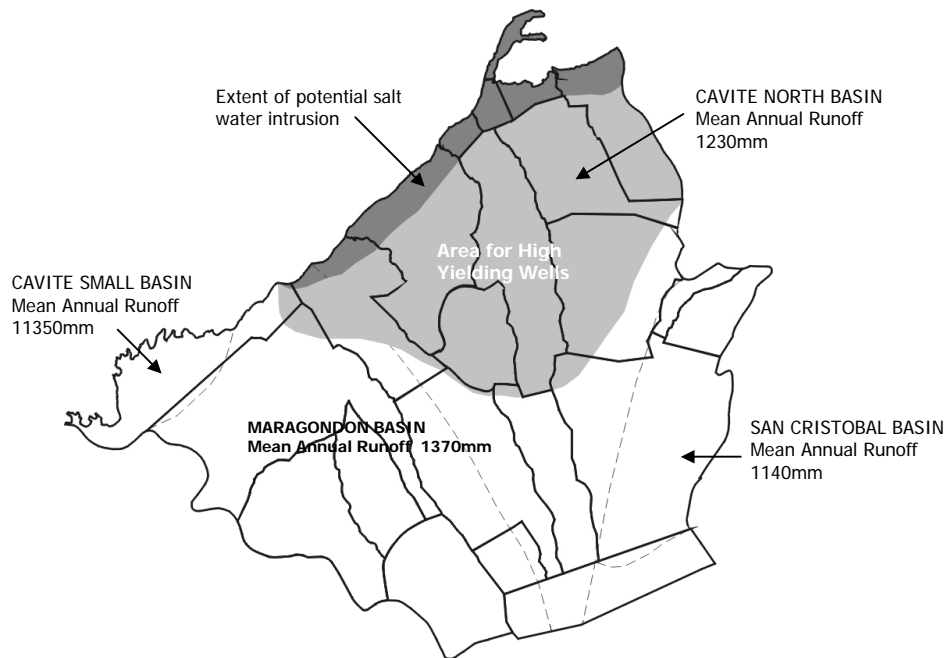 Extent of potential salt
water intrusion
CAVITE NORTH BASIN
Mean Annual Runoff
1230mm
Area for High
Yielding Wells
CAVITE SMALL BASIN
Mean Annual Runoff
11350mm
MARAGONDON BASIN
Mean Annual Runoff 1370mm
SAN CRISTOBAL BASIN
Mean Annual Runoff
1140mm